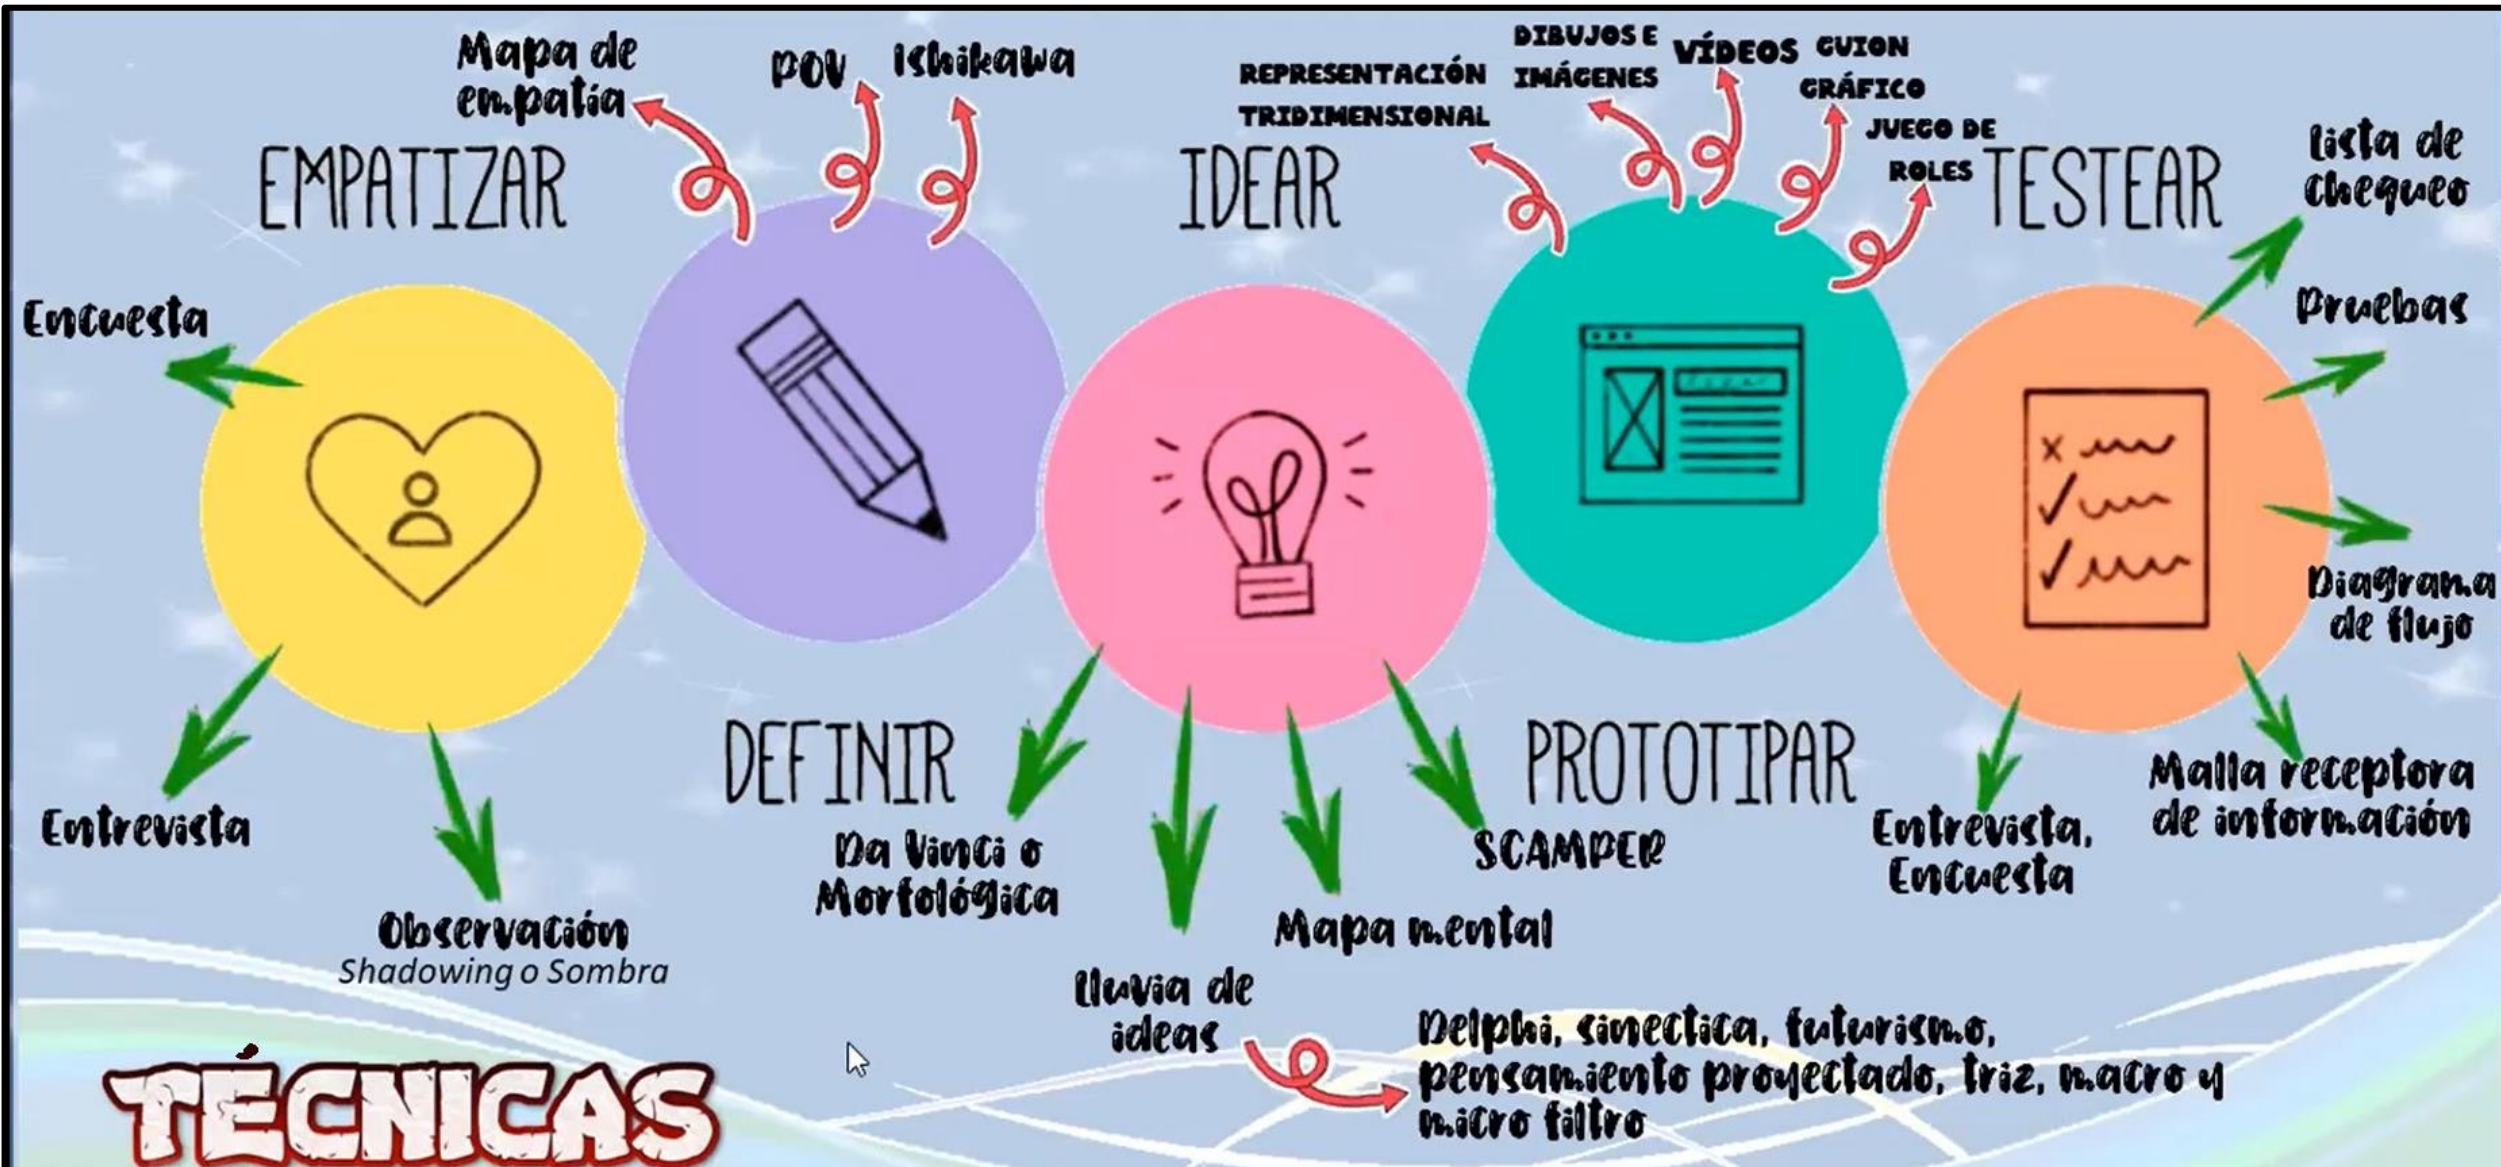 Mapa de
empatía
POV
Ishikawa
REPRESENTACIÓN
TRIDIMENSIONAL
DIBUJOS E
IMÁGENES
VÍDEOS
GUION
GRÁFICO
JUEGO DE
ROLES
EMPATIZAR
IDEAR
TESTEAR
Lista de
chequeo
Encuesta
Pruebas
Diagrama
de flujo
Entrevista
Observación
Shadowing o Sombra
DEFINIR
Da Vinci o
Morfológica
Lluvia de
ideas
Mapa mental
SCAMPER
PROTOTIPAR
Entrevista,
Encuesta
Malla receptora
de información
Delphi, sinectica, futurismo,
pensamiento proyectado, triz, macro y
micro filtro
TÉCNICAS